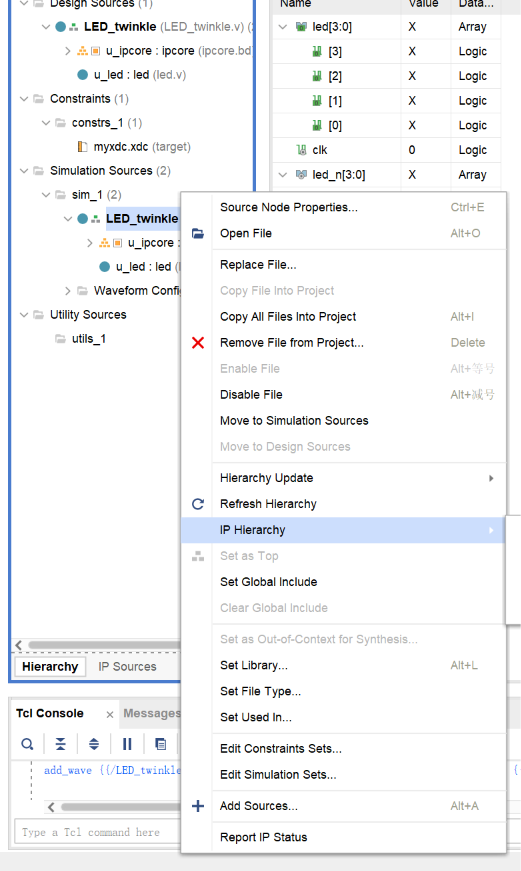 Design Sources (1)
LED_twinkle (LED_twinkle.v) (2
u_ipcore : ipcore (ipcore.bd
u_led : led (led.v)
Constraints (1)
constrs_1 (1)
myxdc.xdc (target)
Simulation Sources (2)
sim_1 (2)
LED_twinkle
u_ipcore :
u_led : led (l
Waveform Config
Utility Sources
utils_1
Hierarchy
IP Sources
Name Value Data...
led[3:0] X Array
[3] X Logic
[2] X Logic
[1] X Logic
[0] X Logic
clk 0 Logic
led_n[3:0] X Array
Source Node Properties... Ctrl+E
Open File Alt+O
Replace File...
Copy File Into Project
Copy All Files Into Project Alt+I
Remove File from Project... Delete
Enable File Alt+等号
Disable File Alt+减号
Move to Simulation Sources
Move to Design Sources
Hierarchy Update
Refresh Hierarchy
IP Hierarchy
Set as Top
Set Global Include
Clear Global Include
Set as Out-of-Context for Synthesis...
Set Library... Alt+L
Set File Type...
Set Used In...
Edit Constraints Sets...
Edit Simulation Sets...
Add Sources... Alt+A
Report IP Status
Tcl Console × Messages
add_wave {{/LED_twinkle
{
Type a Tcl command here